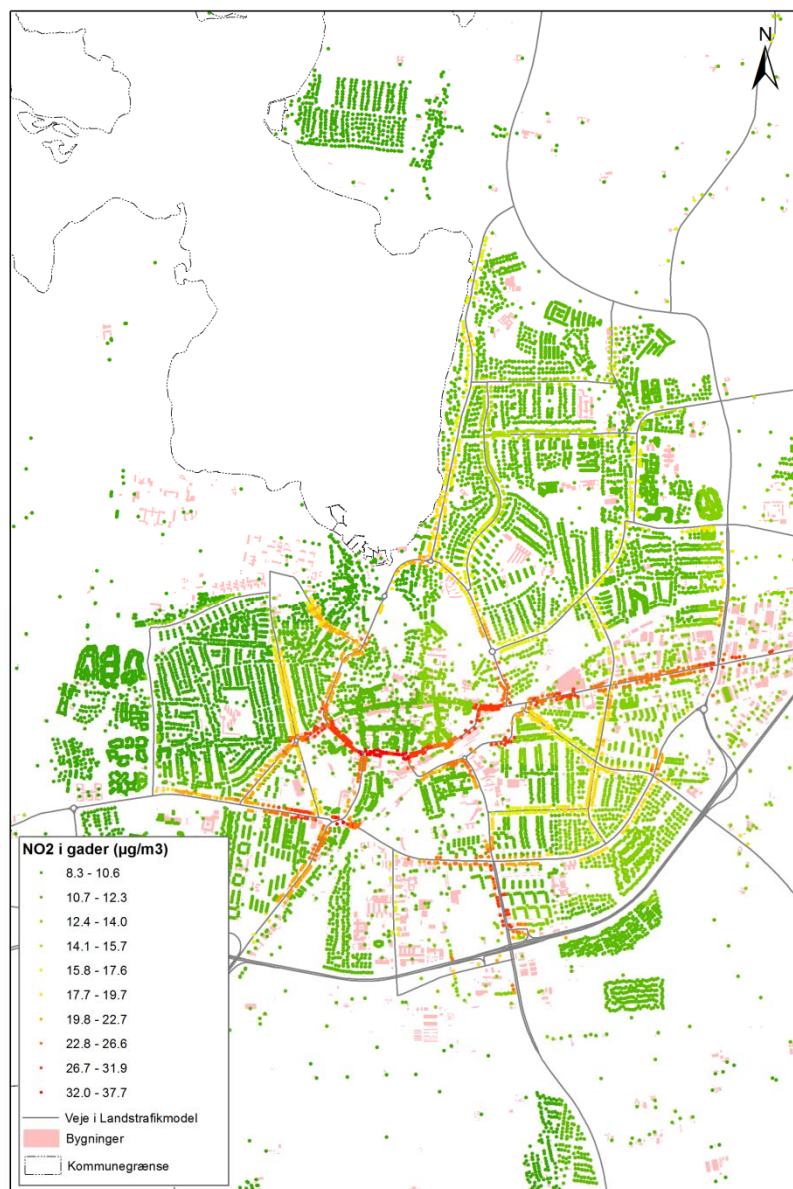 N
NO2 i gader (µg/m3)
8.3 - 10.6
10.7 - 12.3
12.4 - 14.0
14.1 - 15.7
15.8 - 17.6
17.7 - 19.7
19.8 - 22.7
22.8 - 26.6
26.7 - 31.9
32.0 - 37.7
Veje i Landstrafikmodel
Bygninger
Kommunegrænse